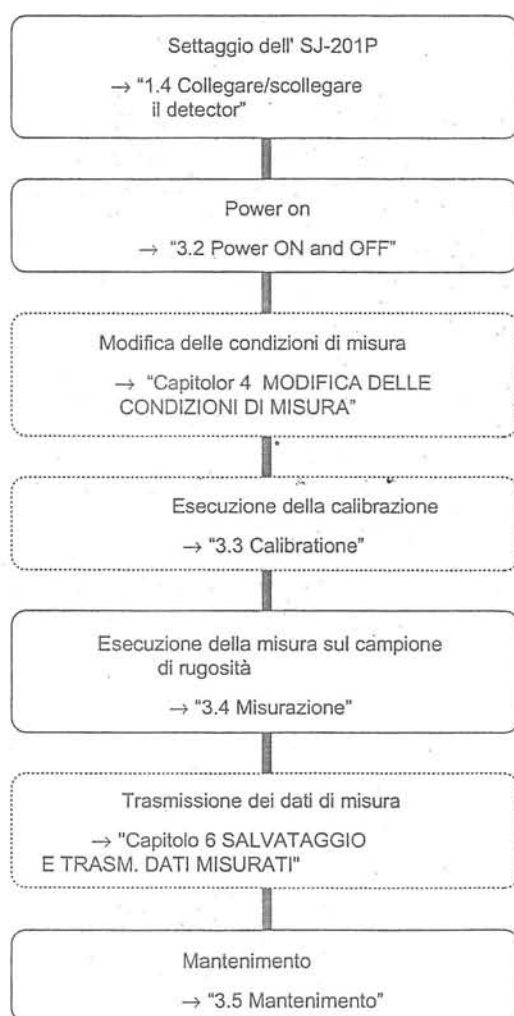 Settaggio dell' SJ-201P
→ "1.4 Collegare/scollegare
il detector"
Power on
→ "3.2 Power ON and OFF"
Modifica delle condizioni di misura
→ "Capitolor 4 MODIFICA DELLE
CONDIZIONI DI MISURA"
Esecuzione della calibrazione
→ "3.3 Calibratione"
Esecuzione della misura sul campione
di rugosità
→ "3.4 Misurazione"
Trasmissione dei dati di misura
→ "Capitolo 6 SALVATAGGIO
E TRASM. DATI MISURATI"
Mantenimento
→ "3.5 Mantenimento"